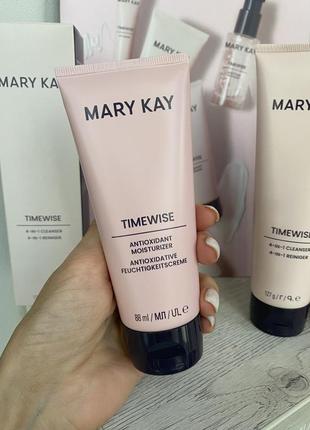 MARY KAY
TIMEWISE
4-IN-1 CLEANSER
4-IN-1 REINIGER
MARY KAY
TIMEWISE
ANTIOXIDANT
MOISTURIZER
ANTIOXIDATIVE
FEUCHTIGKEITSCREME
88 ml / МЛ / UL ℮
MARY KAY
TIMEWISE
4-IN-1 CLEANSER
4-IN-1 REINIGER
127 g / Г / Գ. ℮